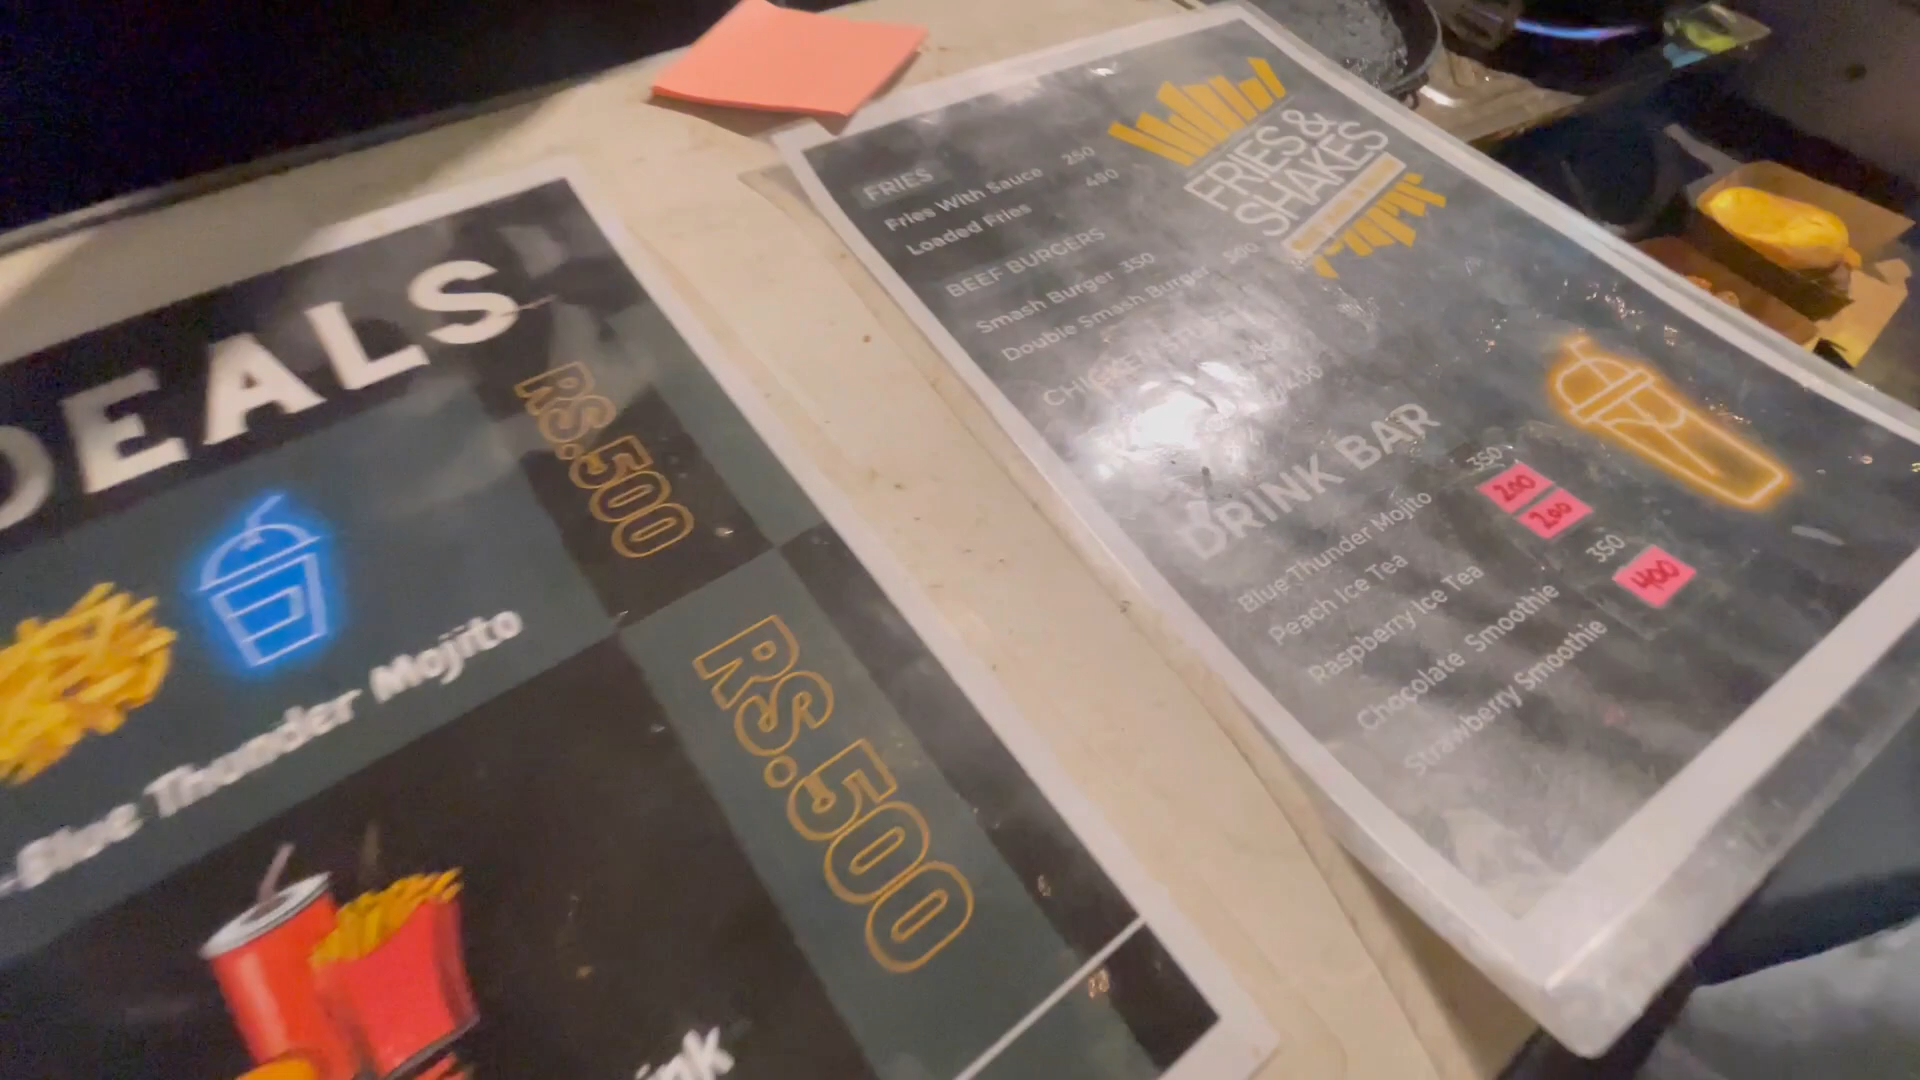 DEALS
RS.500
Blue Thunder Mojito
RS.500
FRIES & SHAKES
FRIES
Fries With Sauce 250
Loaded Fries 480
BEEF BURGERS
Smash Burger 350
Double Smash Burger 500
DRINK BAR
Blue Thunder Mojito 350
Peach Ice Tea 200
Raspberry Ice Tea 200
Chocolate Smoothie 350
Strawberry Smoothie 400